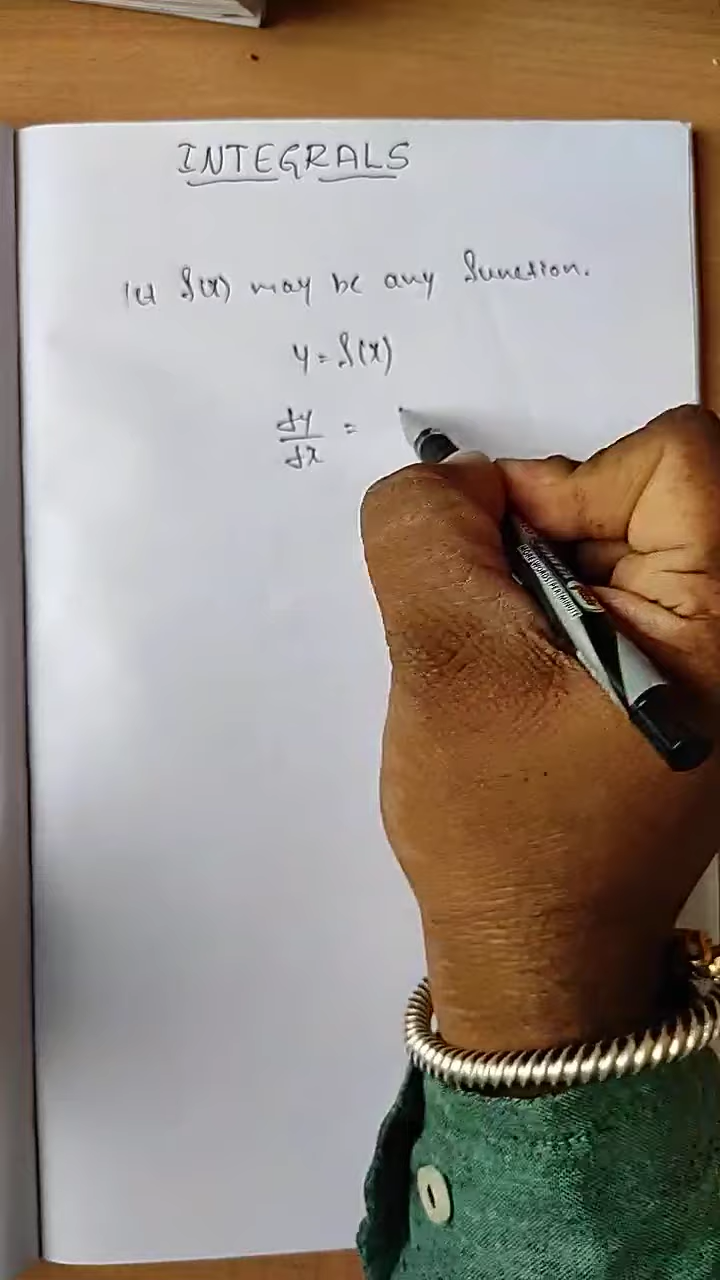 INTEGRALS
let f(x) may be any function.
y = f(x)
dy/dx =